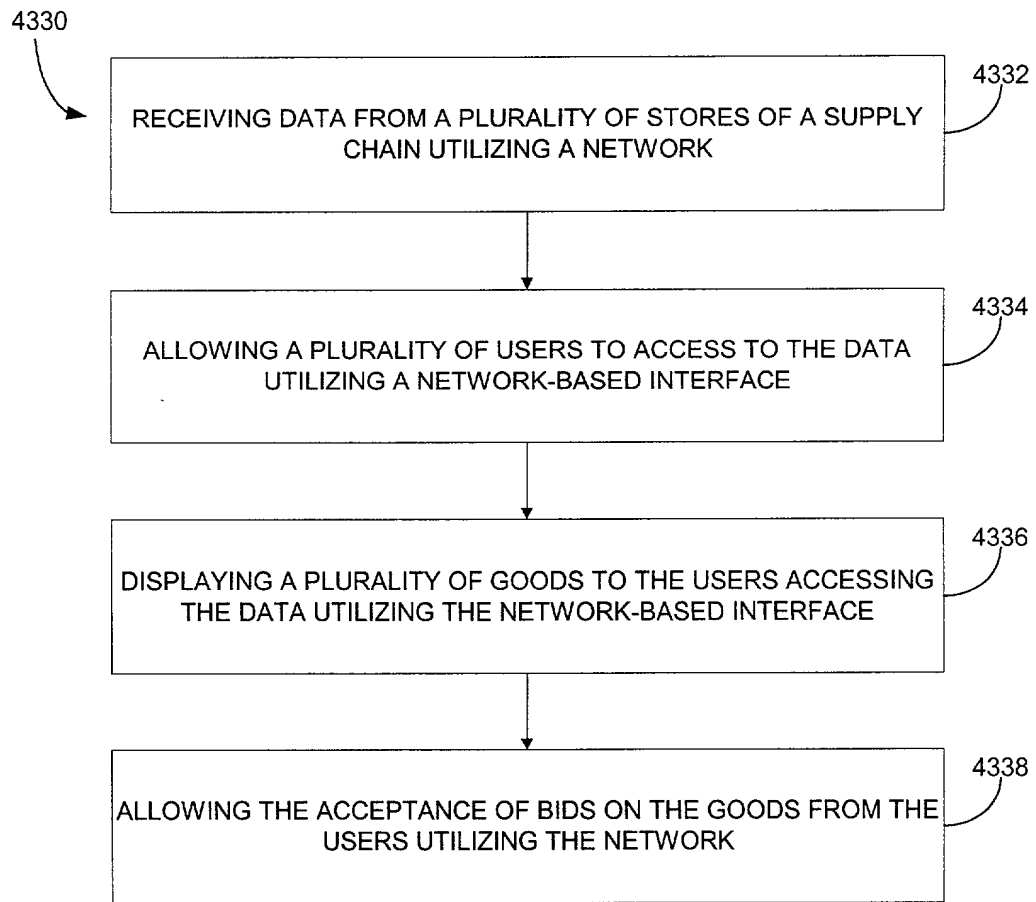 4330
4332
RECEIVING DATA FROM A PLURALITY OF STORES OF A SUPPLY
CHAIN UTILIZING A NETWORK
4334
ALLOWING A PLURALITY OF USERS TO ACCESS TO THE DATA
UTILIZING A NETWORK-BASED INTERFACE
4336
DISPLAYING A PLURALITY OF GOODS TO THE USERS ACCESSING
THE DATA UTILIZING THE NETWORK-BASED INTERFACE
4338
ALLOWING THE ACCEPTANCE OF BIDS ON THE GOODS FROM THE
USERS UTILIZING THE NETWORK